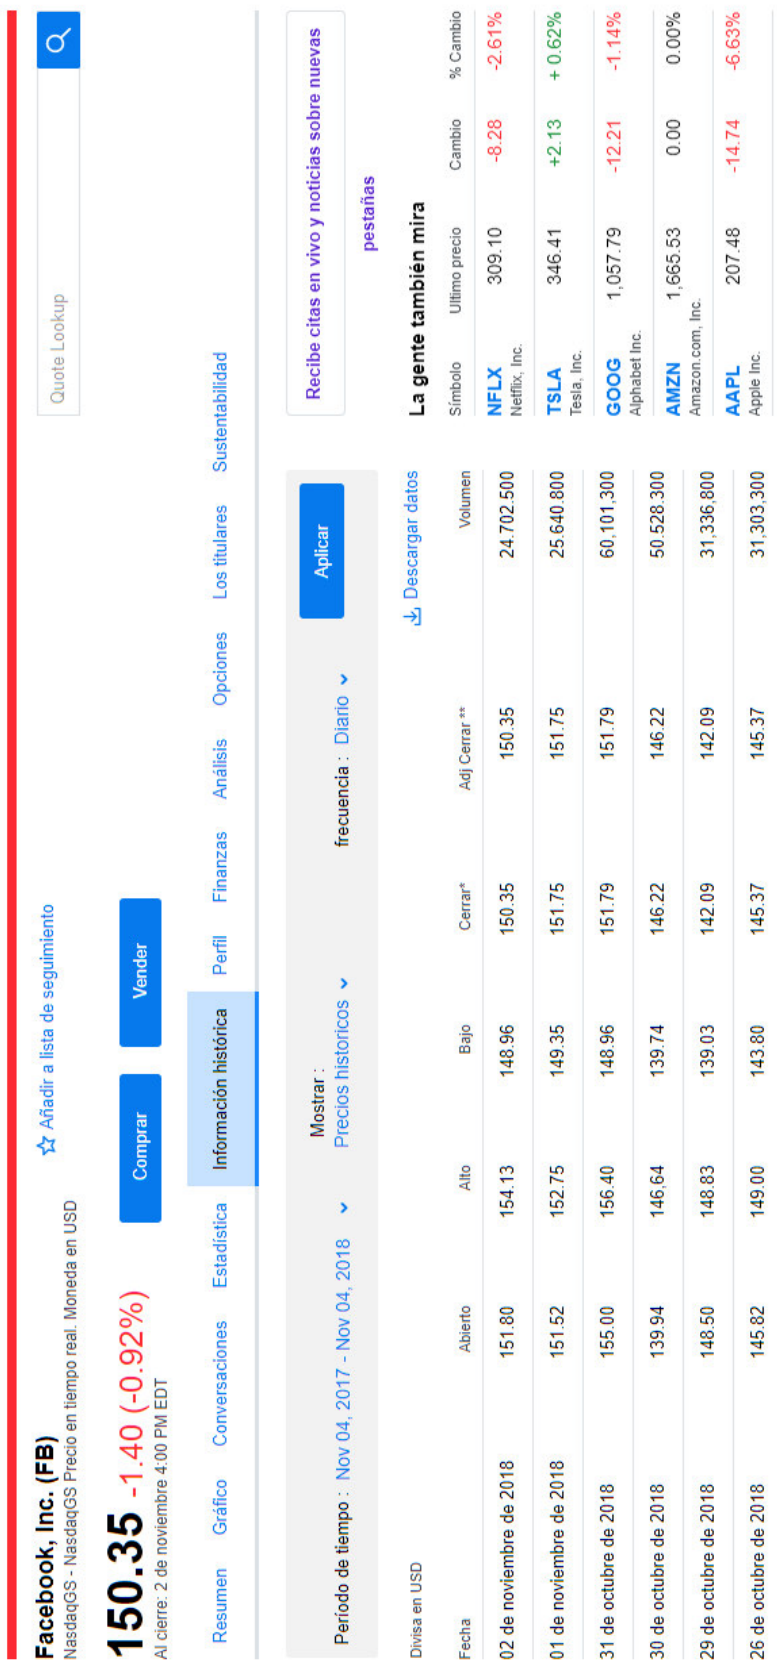 Quote Lookup
Facebook, Inc. (FB)
NasdaqGS - NasdaqGS Precio en tiempo real. Moneda en USD
Añadir a lista de seguimiento
150.35 -1.40 (-0.92%)
Al cierre: 2 de noviembre 4:00 PM EDT
Comprar Vender
Resumen Gráfico Conversaciones Estadística Información histórica Perfil Finanzas Análisis Opciones Los titulares Sustentabilidad
Período de tiempo : Nov 04, 2017 - Nov 04, 2018
Mostrar :
Precios historicos
frecuencia : Diario
Aplicar
Divisa en USD
Descargar datos
Fecha Abierto Alto Bajo Cerrar* Adj Cerrar ** Volumen
02 de noviembre de 2018 151.80 154.13 148.96 150.35 150.35 24.702.500
01 de noviembre de 2018 151.52 152.75 149.35 151.75 151.75 25.640.800
31 de octubre de 2018 155.00 156.40 148.96 151.79 151.79 60,101,300
30 de octubre de 2018 139.94 146,64 139.74 146.22 146.22 50.528.300
29 de octubre de 2018 148.50 148.83 139.03 142.09 142.09 31,336,800
26 de octubre de 2018 145.82 149.00 143.80 145.37 145.37 31,303,300
Recibe citas en vivo y noticias sobre nuevas
pestañas
La gente también mira
Símbolo Ultimo precio Cambio % Cambio
NFLX 309.10 -8.28 -2.61%
Netflix, Inc.
TSLA 346.41 +2.13 + 0.62%
Tesla, Inc.
GOOG 1,057.79 -12.21 -1.14%
Alphabet Inc.
AMZN 1,665.53 0.00 0.00%
Amazon.com, Inc.
AAPL 207.48 -14.74 -6.63%
Apple Inc.